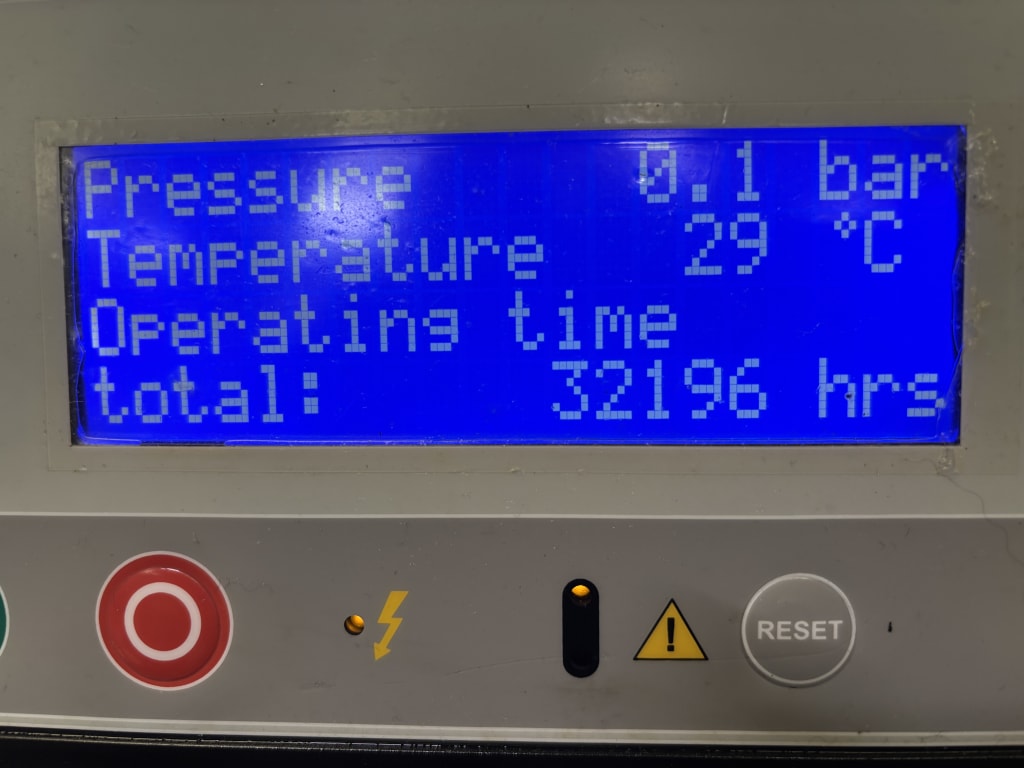 Pressure 0.1 bar
Temperature 29 °C
Operating time
total: 32196 hrs
RESET